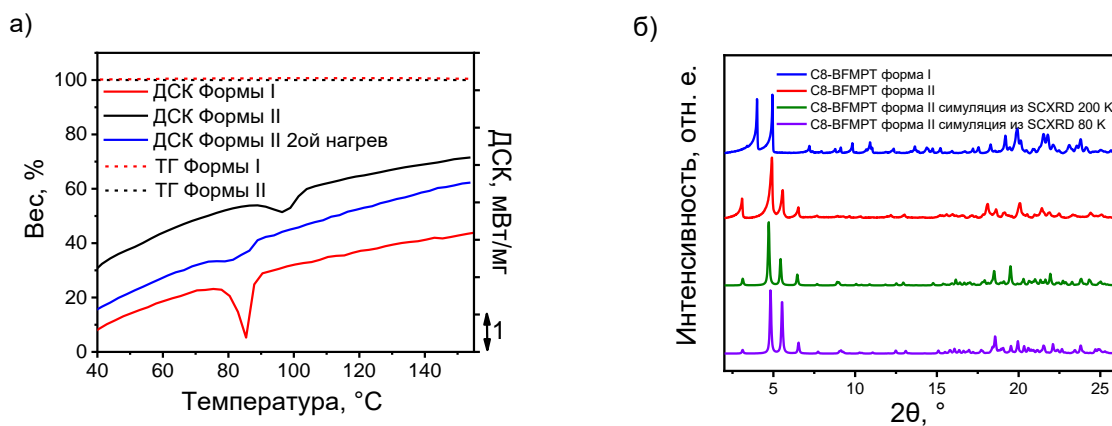 а)
Вес, %
100
80
60
40
20
0
ДСК Формы I
ДСК Формы II
ДСК Формы II 2ой нагрев
ТГ Формы I
ТГ Формы II
ДСК, мВт/мг
1
40 60 80 100 120 140
Температура, °C
б)
Интенсивность, отн. е.
C8-BFMPT форма I
C8-BFMPT форма II
C8-BFMPT форма II симуляция из SCXRD 200 K
C8-BFMPT форма II симуляция из SCXRD 80 K
5 10 15 20 25
2θ, °